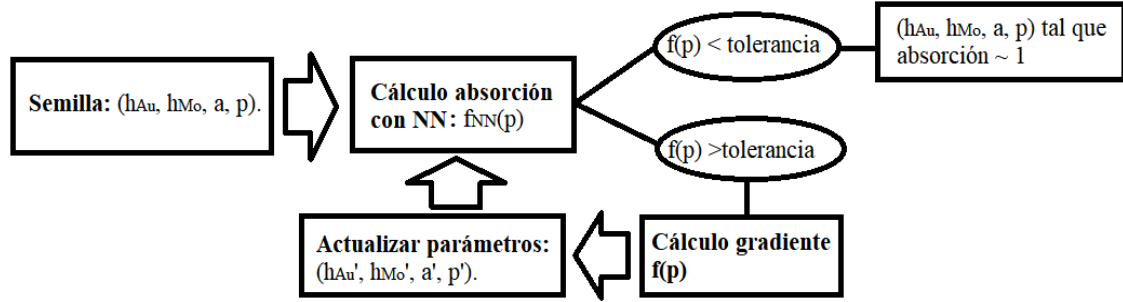 Semilla: (hAu, hMo, a, p).
Cálculo absorción
con NN: fNN(p)
f(p) < tolerancia
(hAu, hMo, a, p) tal que
absorción ~ 1
f(p) >tolerancia
Cálculo gradiente
f(p)
Actualizar parámetros:
(hAu', hMo', a', p').